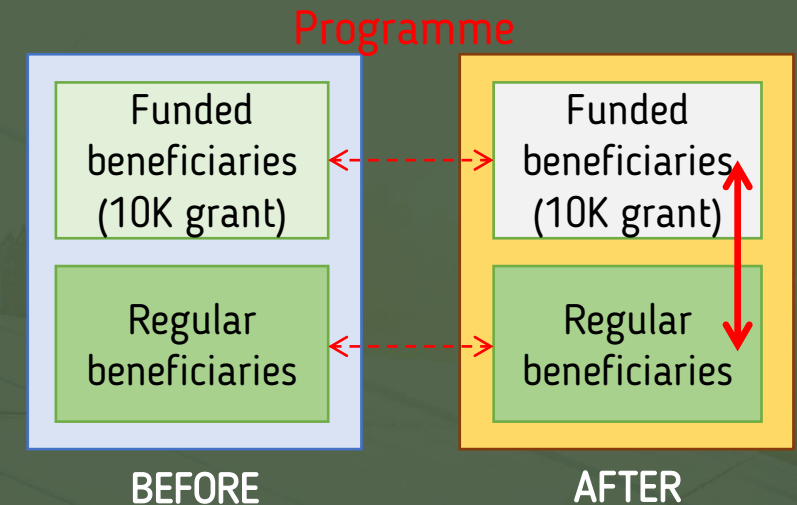 Programme
Funded
beneficiaries
(10K grant)
Regular
beneficiaries
BEFORE
Funded
beneficiaries
(10K grant)
Regular
beneficiaries
AFTER